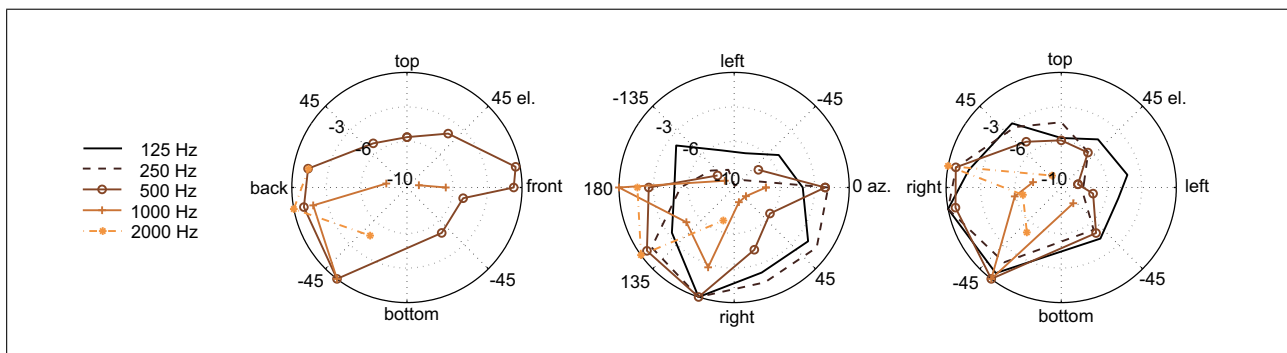 125 Hz
250 Hz
500 Hz
1000 Hz
2000 Hz
top
45
45 el.
-3
-6
-10
back
front
-45
-45
bottom
left
-135
-45
-3
-6
-10
180
0 az.
135
45
right
top
45
45 el.
-3
-6
-10
right
left
-45
-45
bottom